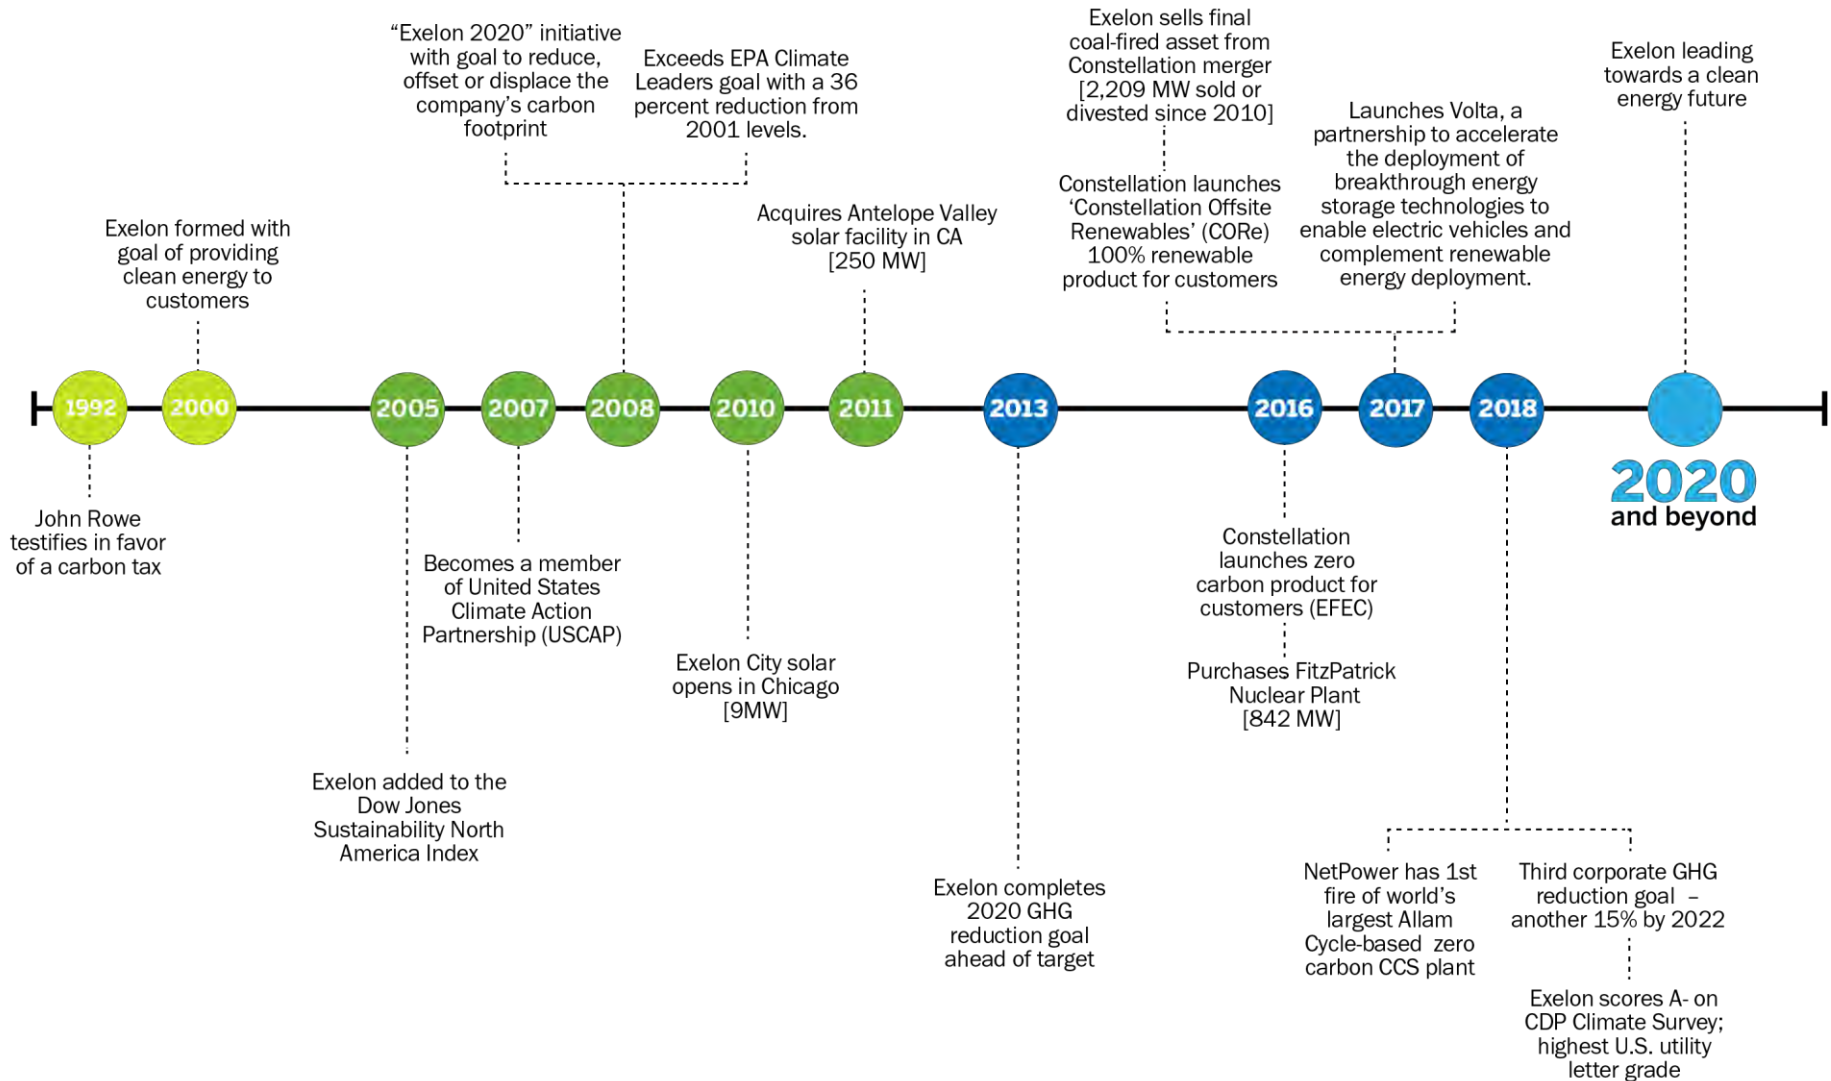 “Exelon 2020” initiative
with goal to reduce,
offset or displace the
company’s carbon
footprint
Exceeds EPA Climate
Leaders goal with a 36
percent reduction from
2001 levels.
Exelon sells final
coal-fired asset from
Constellation merger
[2,209 MW sold or
divested since 2010]
Exelon leading
towards a clean
energy future
Launches Volta, a
partnership to accelerate
the deployment of
breakthrough energy
storage technologies to
enable electric vehicles and
complement renewable
energy deployment.
Constellation launches
‘Constellation Offsite
Renewables’ (CORe)
100% renewable
product for customers
Exelon formed with
goal of providing
clean energy to
customers
Acquires Antelope Valley
solar facility in CA
[250 MW]
1992
2000
2005
2007
2008
2010
2011
2013
2016
2017
2018
2020
and beyond
John Rowe
testifies in favor
of a carbon tax
Becomes a member
of United States
Climate Action
Partnership (USCAP)
Constellation
launches zero
carbon product for
customers (EFEC)
Exelon City solar
opens in Chicago
[9MW]
Purchases FitzPatrick
Nuclear Plant
[842 MW]
Exelon added to the
Dow Jones
Sustainability North
America Index
Exelon completes
2020 GHG
reduction goal
ahead of target
NetPower has 1st
fire of world’s
largest Allam
Cycle-based zero
carbon CCS plant
Third corporate GHG
reduction goal –
another 15% by 2022
Exelon scores A- on
CDP Climate Survey;
highest U.S. utility
letter grade